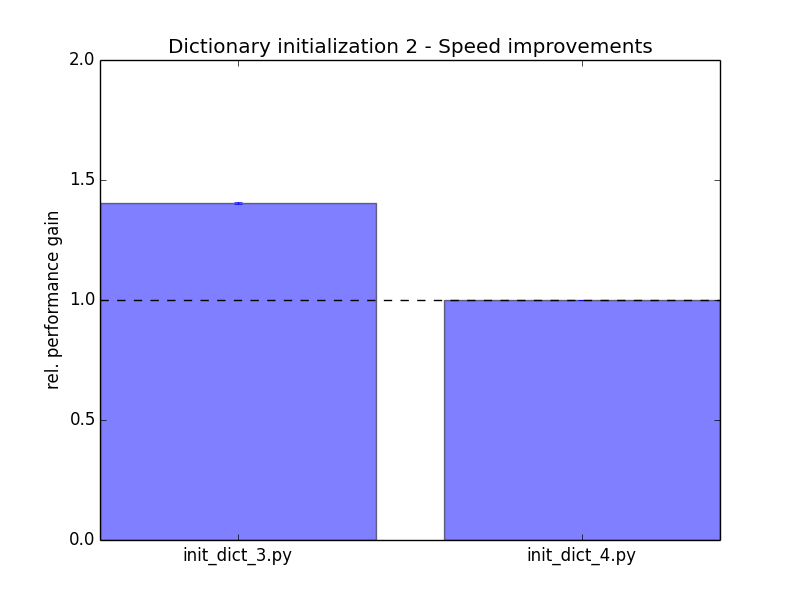 Dictionary initialization 2 - Speed improvements
2.0
1.5
1.0
0.5
0.0
rel. performance gain
init_dict_3.py
init_dict_4.py